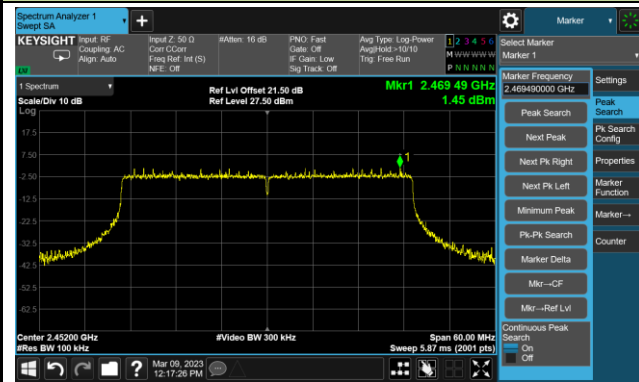 Spectrum Analyzer 1
Swept SA
Marker
KEYSIGHT
Input: RF
Coupling: AC
Align: Auto
Input Z: 50 Ω
Corr CCorr
Freq Ref: Int (S)
NFE: Off
#Atten: 16 dB
PNO: Fast
Gate: Off
IF Gain: Low
Sig Track: Off
Avg Type: Log-Power
Avg|Hold:>10/10
Trig: Free Run
1 2 3 4 5 6
M W W W W W
P N N N N N
Select Marker
Marker 1
1 Spectrum
Scale/Div 10 dB
Ref Lvl Offset 21.50 dB
Ref Level 27.50 dBm
Mkr1 2.469 49 GHz
1.45 dBm
Log
17.5
7.50
-2.50
-12.5
-22.5
-32.5
-42.5
-52.5
-62.5
1
Center 2.45200 GHz
#Res BW 100 kHz
#Video BW 300 kHz
Span 60.00 MHz
Sweep 5.87 ms (2001 pts)
Marker Frequency
2.469490000 GHz
Peak Search
Next Peak
Next Pk Right
Next Pk Left
Minimum Peak
Pk-Pk Search
Marker Delta
Mkr→CF
Mkr→Ref Lvl
Continuous Peak
Search
On
Off
Settings
Peak
Search
Pk Search
Config
Properties
Marker
Function
Marker→
Counter
Mar 09, 2023
12:17:26 PM